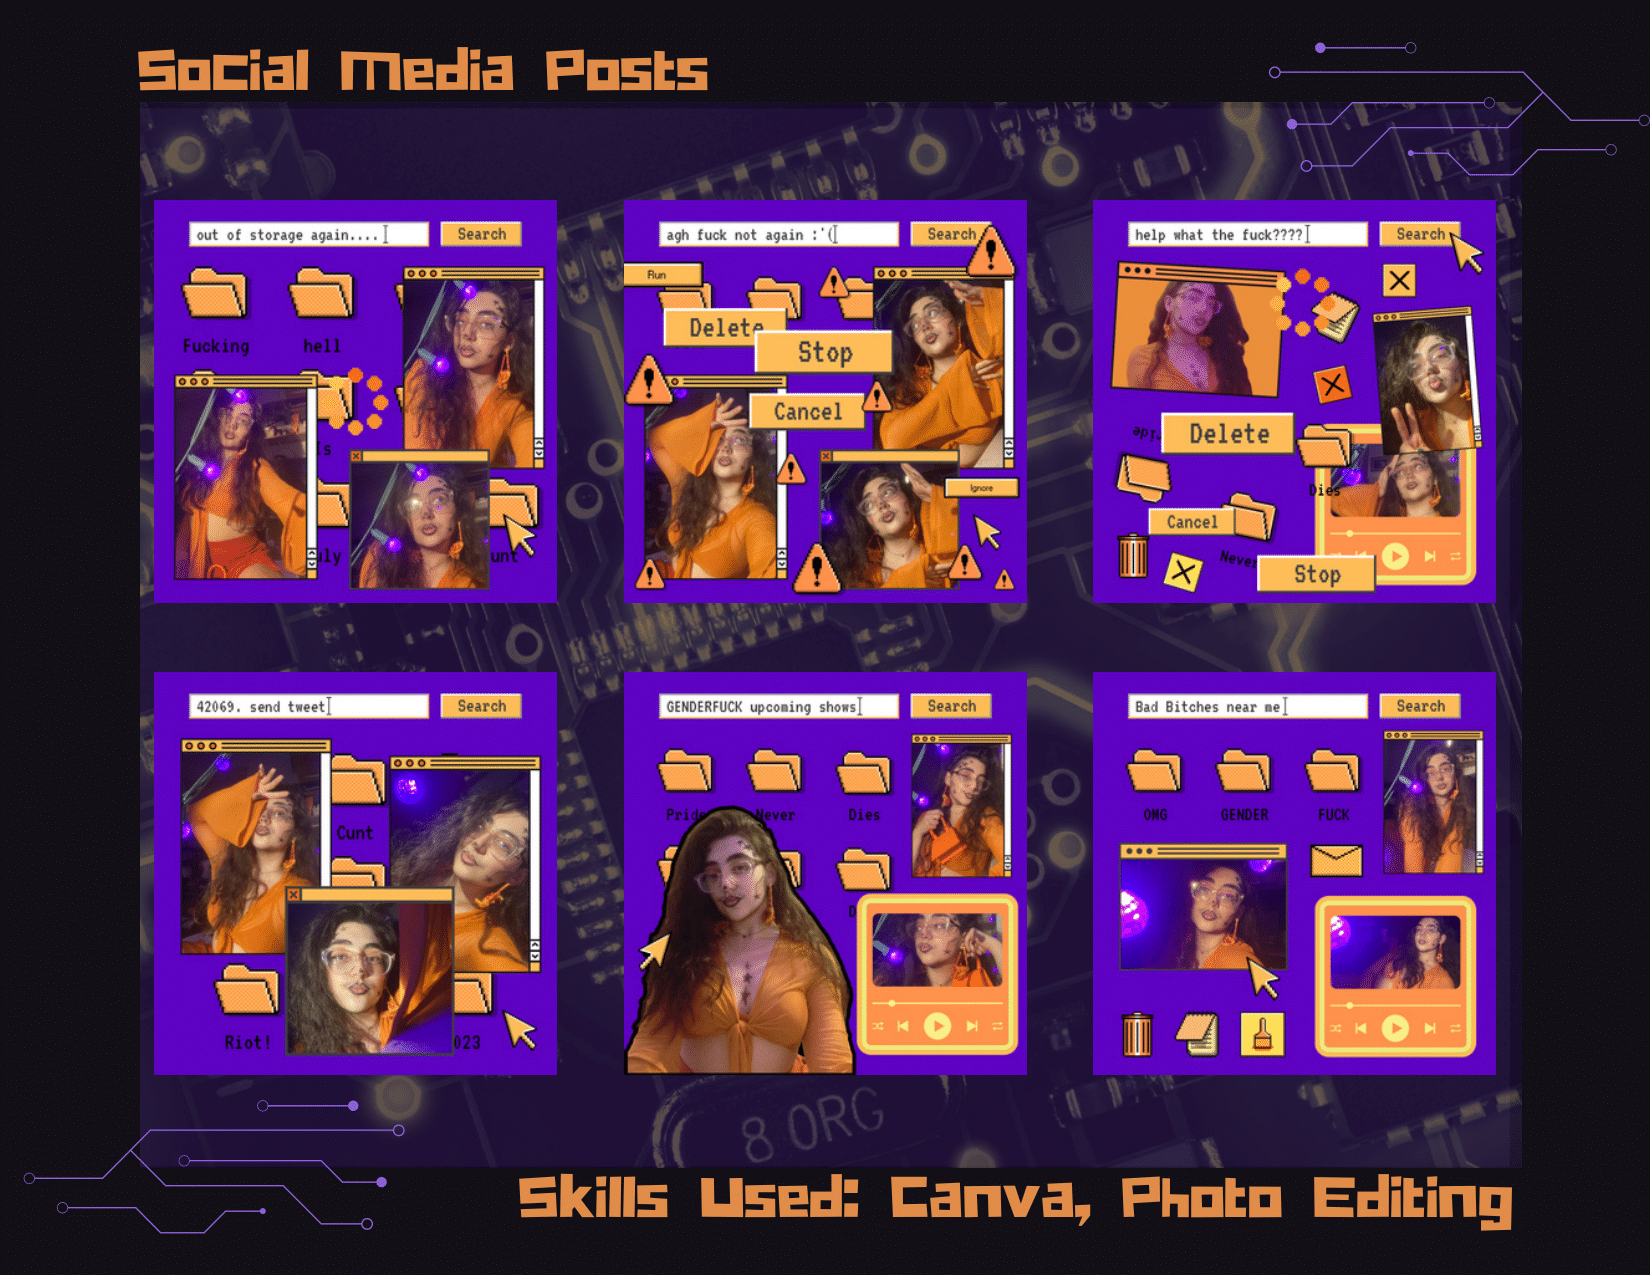 Social Media Posts
out of storage again....
Search
Fucking
hell
Is
uly
unt
agh fuck not again :'(
Search
Run
Delete
Stop
Cancel
Ignore
help what the fuck????
Search
Delete
Dies
Cancel
Never
Stop
42069. send tweet
Search
Cunt
Riot!
023
GENDERFUCK upcoming shows
Search
Pride
Never
Dies
D
Bad Bitches near me
Search
OMG
GENDER
FUCK
8 ORG
Skills Used: Canva, Photo Editing